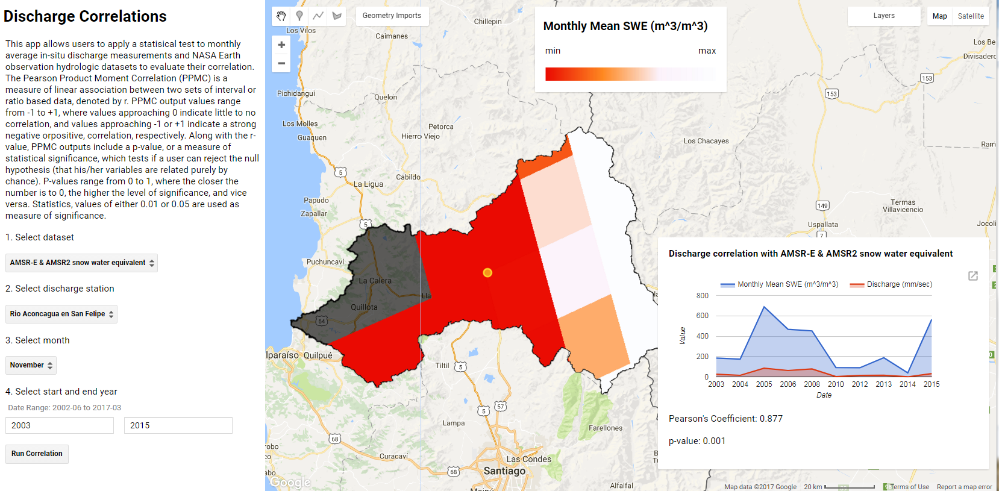 Discharge Correlations
This app allows users to apply a statisical test to monthly
average in-situ discharge measurements and NASA Earth
observation hydrologic datasets to evaluate their correlation.
The Pearson Product Moment Correlation (PPMC) is a
measure of linear association between two sets of interval or
ratio based data, denoted by r. PPMC output values range
from -1 to +1, where values approaching 0 indicate little to no
correlation, and values approaching -1 or +1 indicate a strong
negative orpositive, correlation, respectively. Along with the r-
value, PPMC outputs include a p-value, or a measure of
statistical significance, which tests if a user can reject the null
hypothesis (that his/her variables are related purely by
chance). P-values range from 0 to 1, where the closer the
number is to 0, the higher the level of significance, and vice
versa. Statistics, values of either 0.01 or 0.05 are used as
measure of significance.
1. Select dataset
AMSR-E & AMSR2 snow water equivalent
2. Select discharge station
Rio Aconcagua en San Felipe
3. Select month
November
4. Select start and end year
Date Range: 2002-06 to 2017-03
2003 2015
Run Correlation
Geometry Imports
Layers
Map Satellite
Monthly Mean SWE (m^3/m^3)
min max
Chillepin
Los Vilos
Caimanes
Los Be
Divisadero
153
153
Pichidangui
Quelon
Los Molles
Petorca
Guaquen
Hierro Viejo
Los Chacayes
Ram
5
Cabildo
La Ligua
Papudo
Zapallar
149
Termas
Villavicencio
5
Uspallata
Jocoli
7
Puchuncaví
La Calera
Lla
Quillota
64
lparaíso
Quilpué
Tiltil
5
5
57
Lampa
Farellones
68
robo
co
Curacaví
Las Condes
68
Santiago
abo
Alfalfal
Maipú
Google
Discharge correlation with AMSR-E & AMSR2 snow water equivalent
Monthly Mean SWE (m^3/m^3) Discharge (mm/sec)
800
600
400
200
0
Value
2003 2004 2005 2006 2008 2010 2012 2013 2014 2015
Date
Pearson's Coefficient: 0.877
p-value: 0.001
Map data ©2017 Google 20 km Terms of Use Report a map error